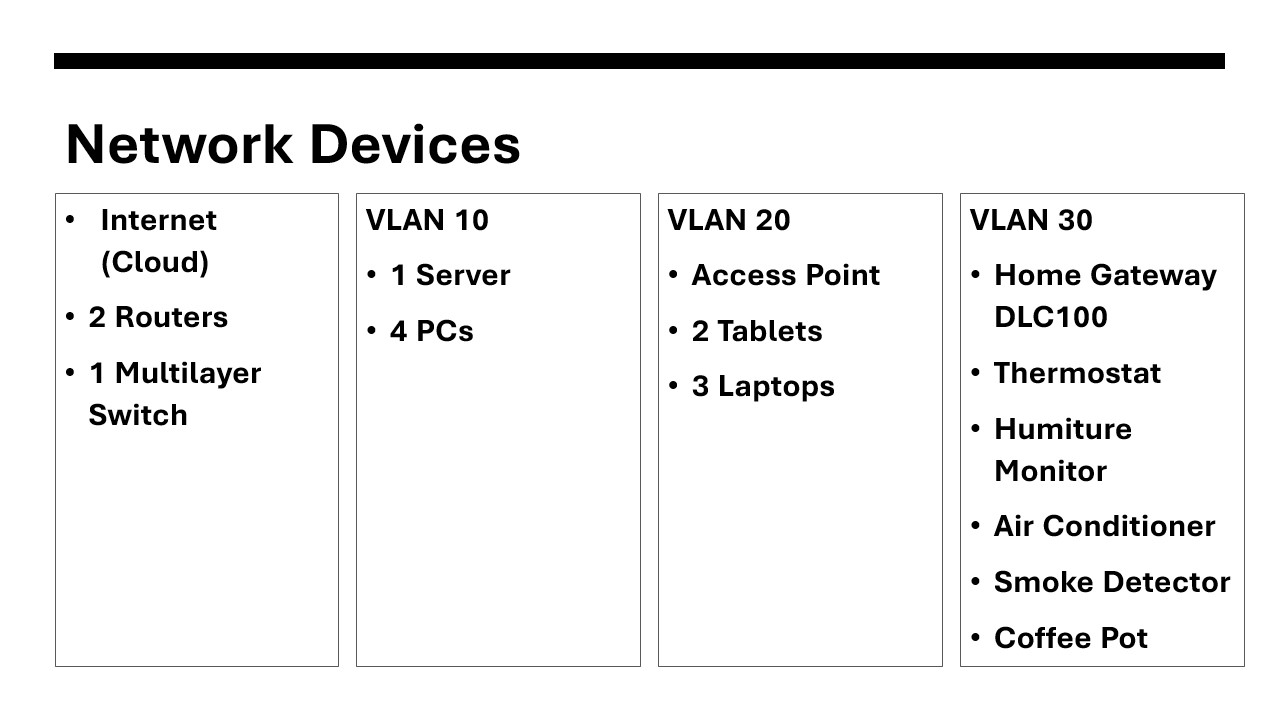 Network Devices
• Internet
(Cloud)
• 2 Routers
• 1 Multilayer
Switch
VLAN 10
• 1 Server
• 4 PCs
VLAN 20
• Access Point
• 2 Tablets
• 3 Laptops
VLAN 30
• Home Gateway
DLC100
• Thermostat
• Humiture
Monitor
• Air Conditioner
• Smoke Detector
• Coffee Pot